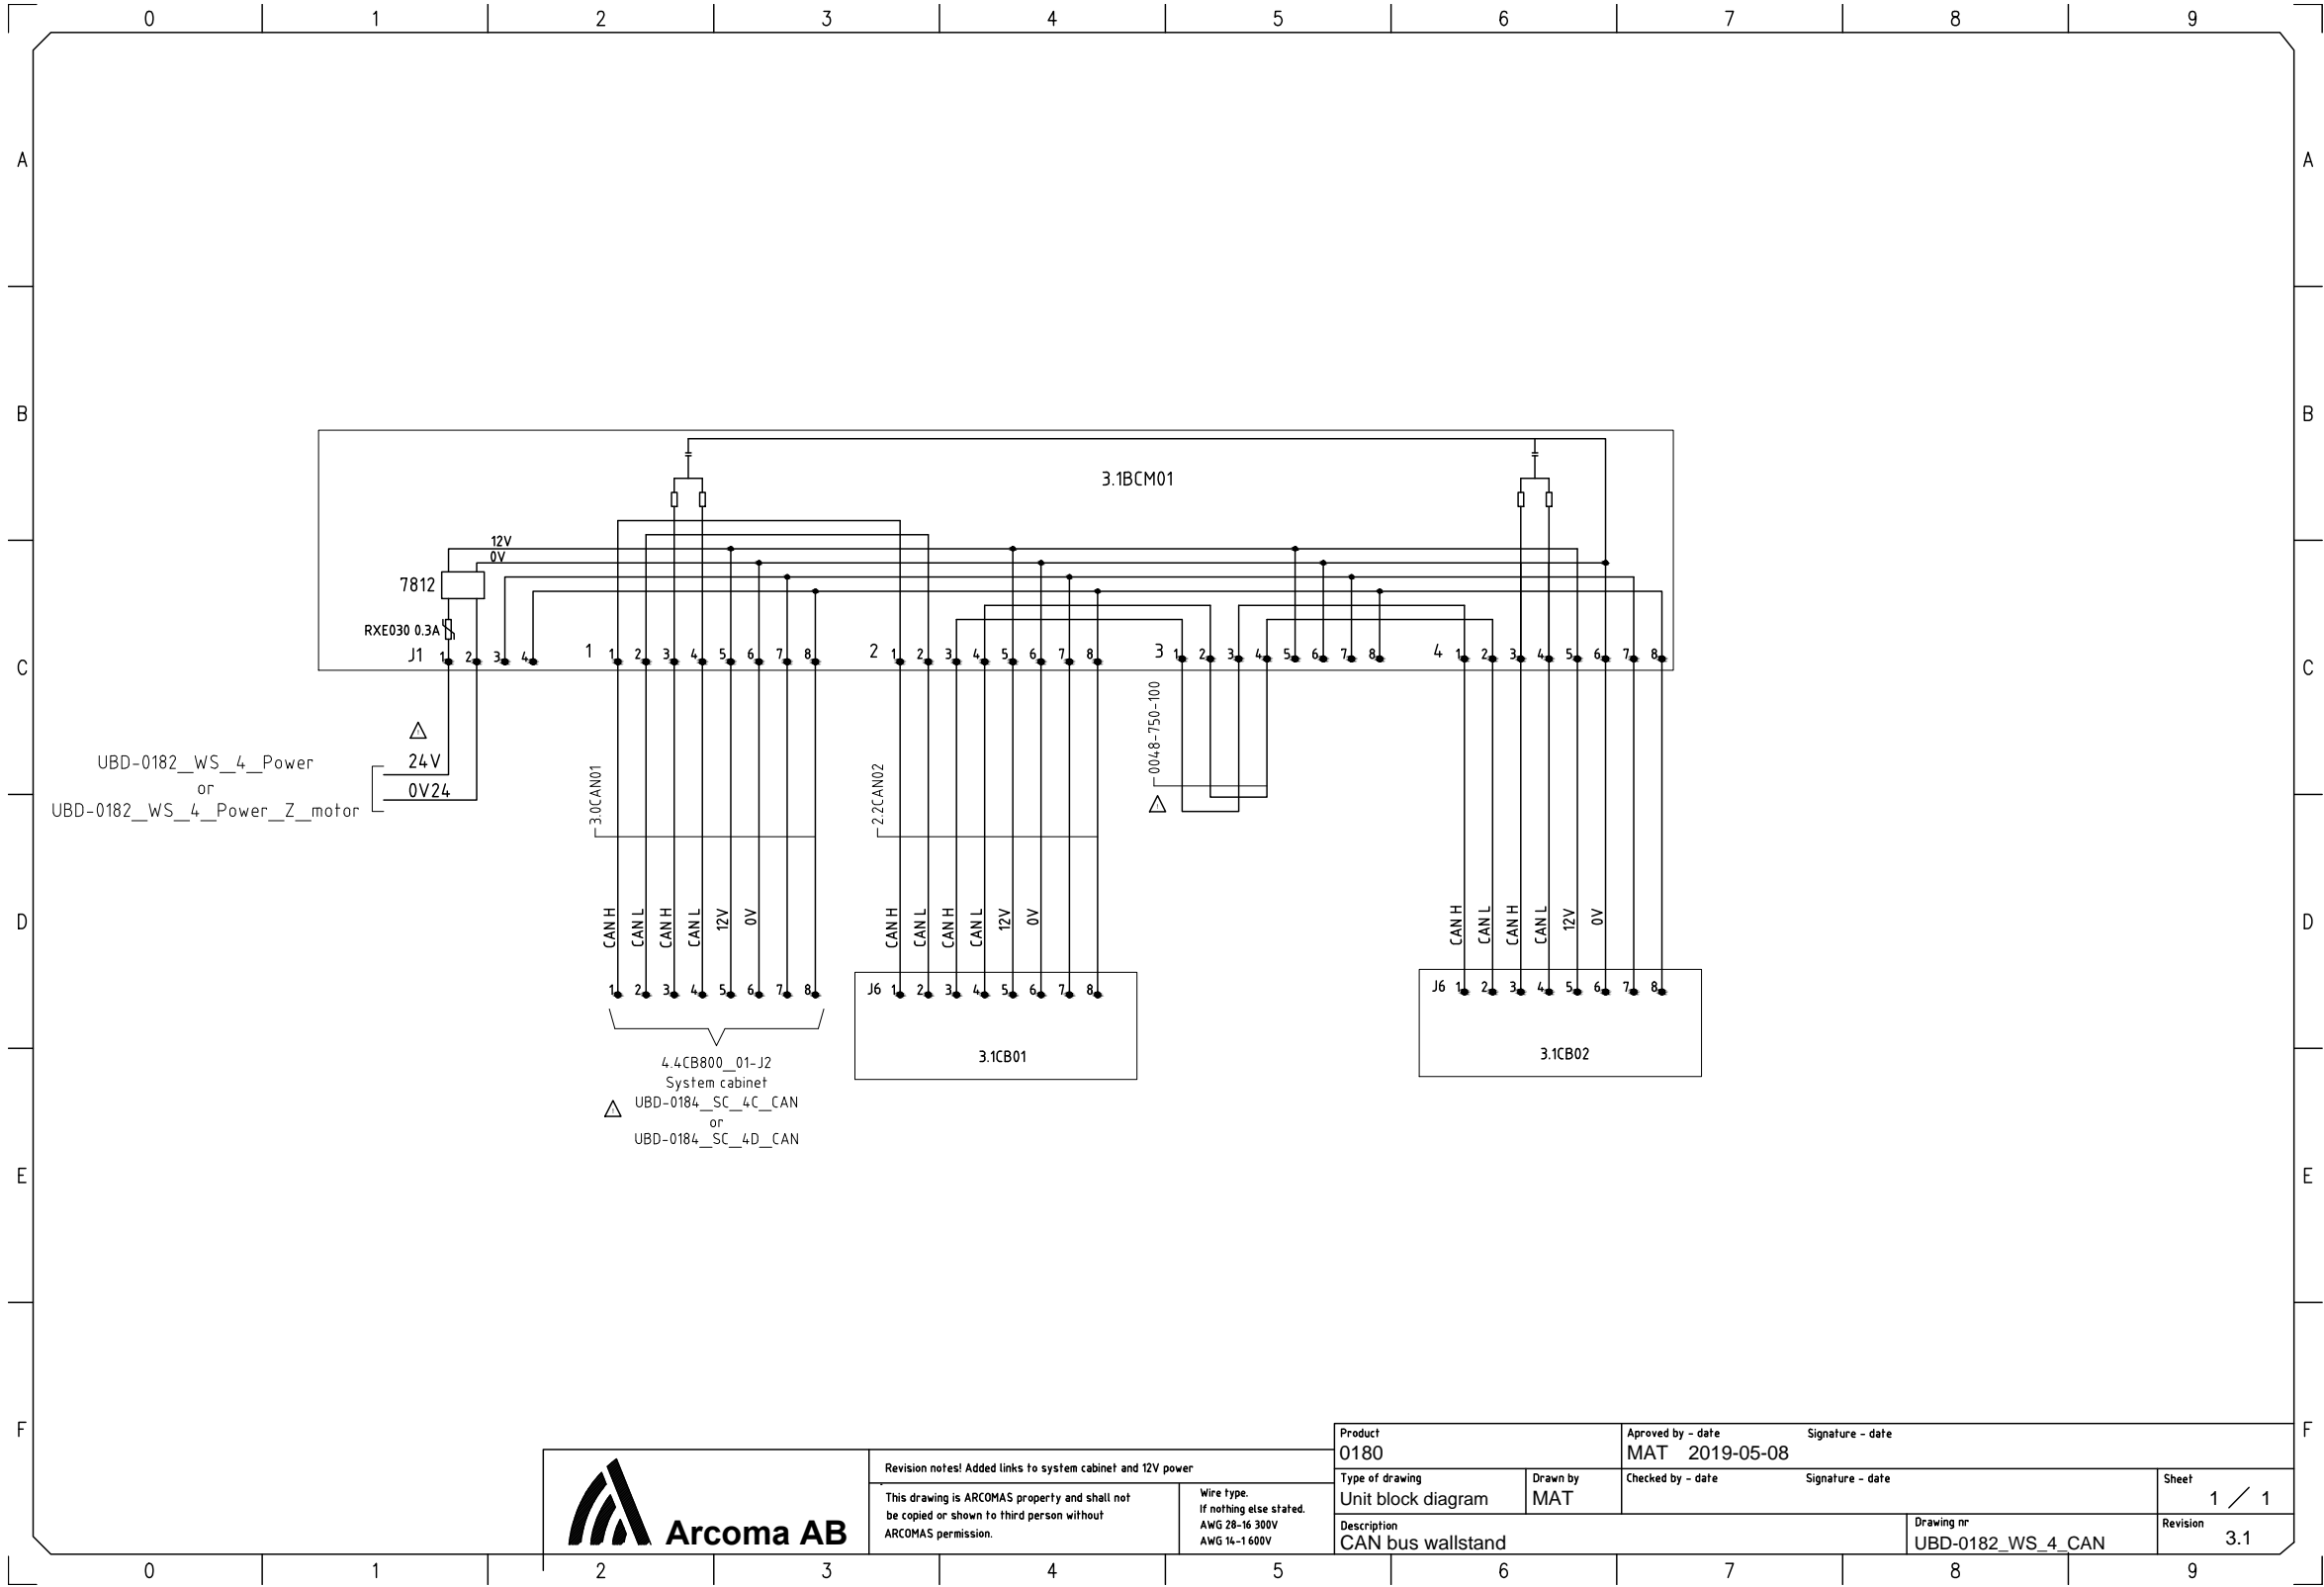 0 1 2 3 4 5 6 7 8 9
A A
B B
3.1BCM01
12V
0V
7812
RXE030 0.3A
J1 1 2 3 4 1 1 2 3 4 5 6 7 8 2 1 2 3 4 5 6 7 8 3 1 2 3 4 5 6 7 8 4 1 2 3 4 5 6 7 8
C C
0048-750-100
UBD-0182_WS_4_Power
or
UBD-0182_WS_4_Power_Z_motor
24V
0V24
3.0CAN01
2.2CAN02
D D
CAN H CAN L CAN H CAN L 12V 0V
CAN H CAN L CAN H CAN L 12V 0V
CAN H CAN L CAN H CAN L 12V 0V
1 2 3 4 5 6 7 8
J6 1 2 3 4 5 6 7 8
J6 1 2 3 4 5 6 7 8
4.4CB800_01-J2
System cabinet
UBD-0184_SC_4C_CAN
or
UBD-0184_SC_4D_CAN
3.1CB01
3.1CB02
E E
F F
Arcoma AB
Revision notes! Added links to system cabinet and 12V power
This drawing is ARCOMAS property and shall not
be copied or shown to third person without
ARCOMAS permission.
Wire type.
If nothing else stated.
AWG 28-16 300V
AWG 14-1 600V
Product
0180
Aproved by - date Signature - date
MAT 2019-05-08
Type of drawing
Unit block diagram
Drawn by
MAT
Checked by - date Signature - date
Sheet
1 / 1
Description
CAN bus wallstand
Drawing nr
UBD-0182_WS_4_CAN
Revision
3.1
0 1 2 3 4 5 6 7 8 9